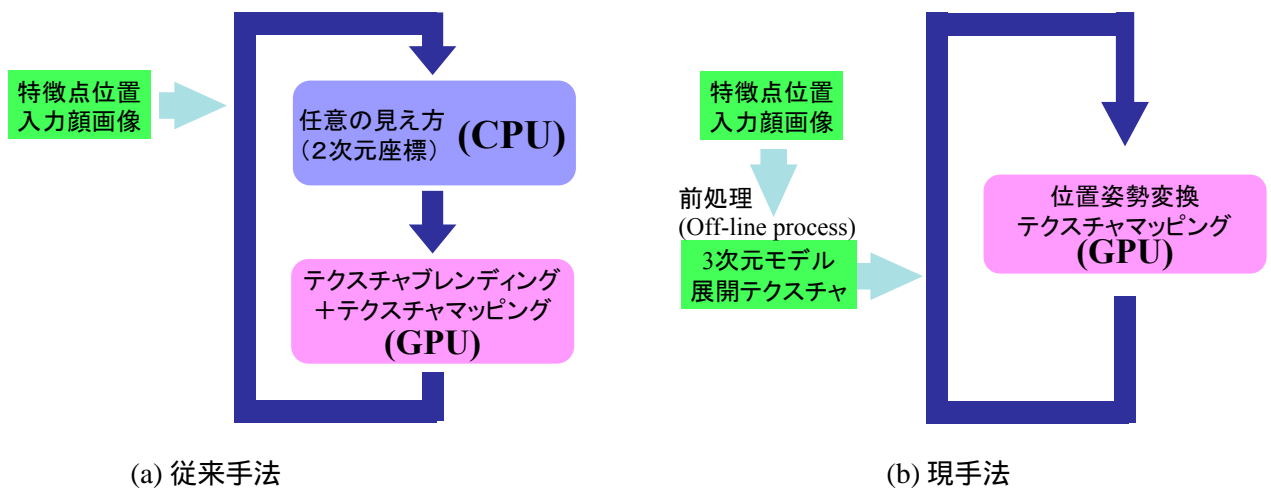 特徴点位置
入力顔画像
任意の見え方
(2次元座標)
(CPU)
テクスチャブレンディング
+テクスチャマッピング
(GPU)
(a) 従来手法
特徴点位置
入力顔画像
前処理
(Off-line process)
3次元モデル
展開テクスチャ
位置姿勢変換
テクスチャマッピング
(GPU)
(b) 現手法